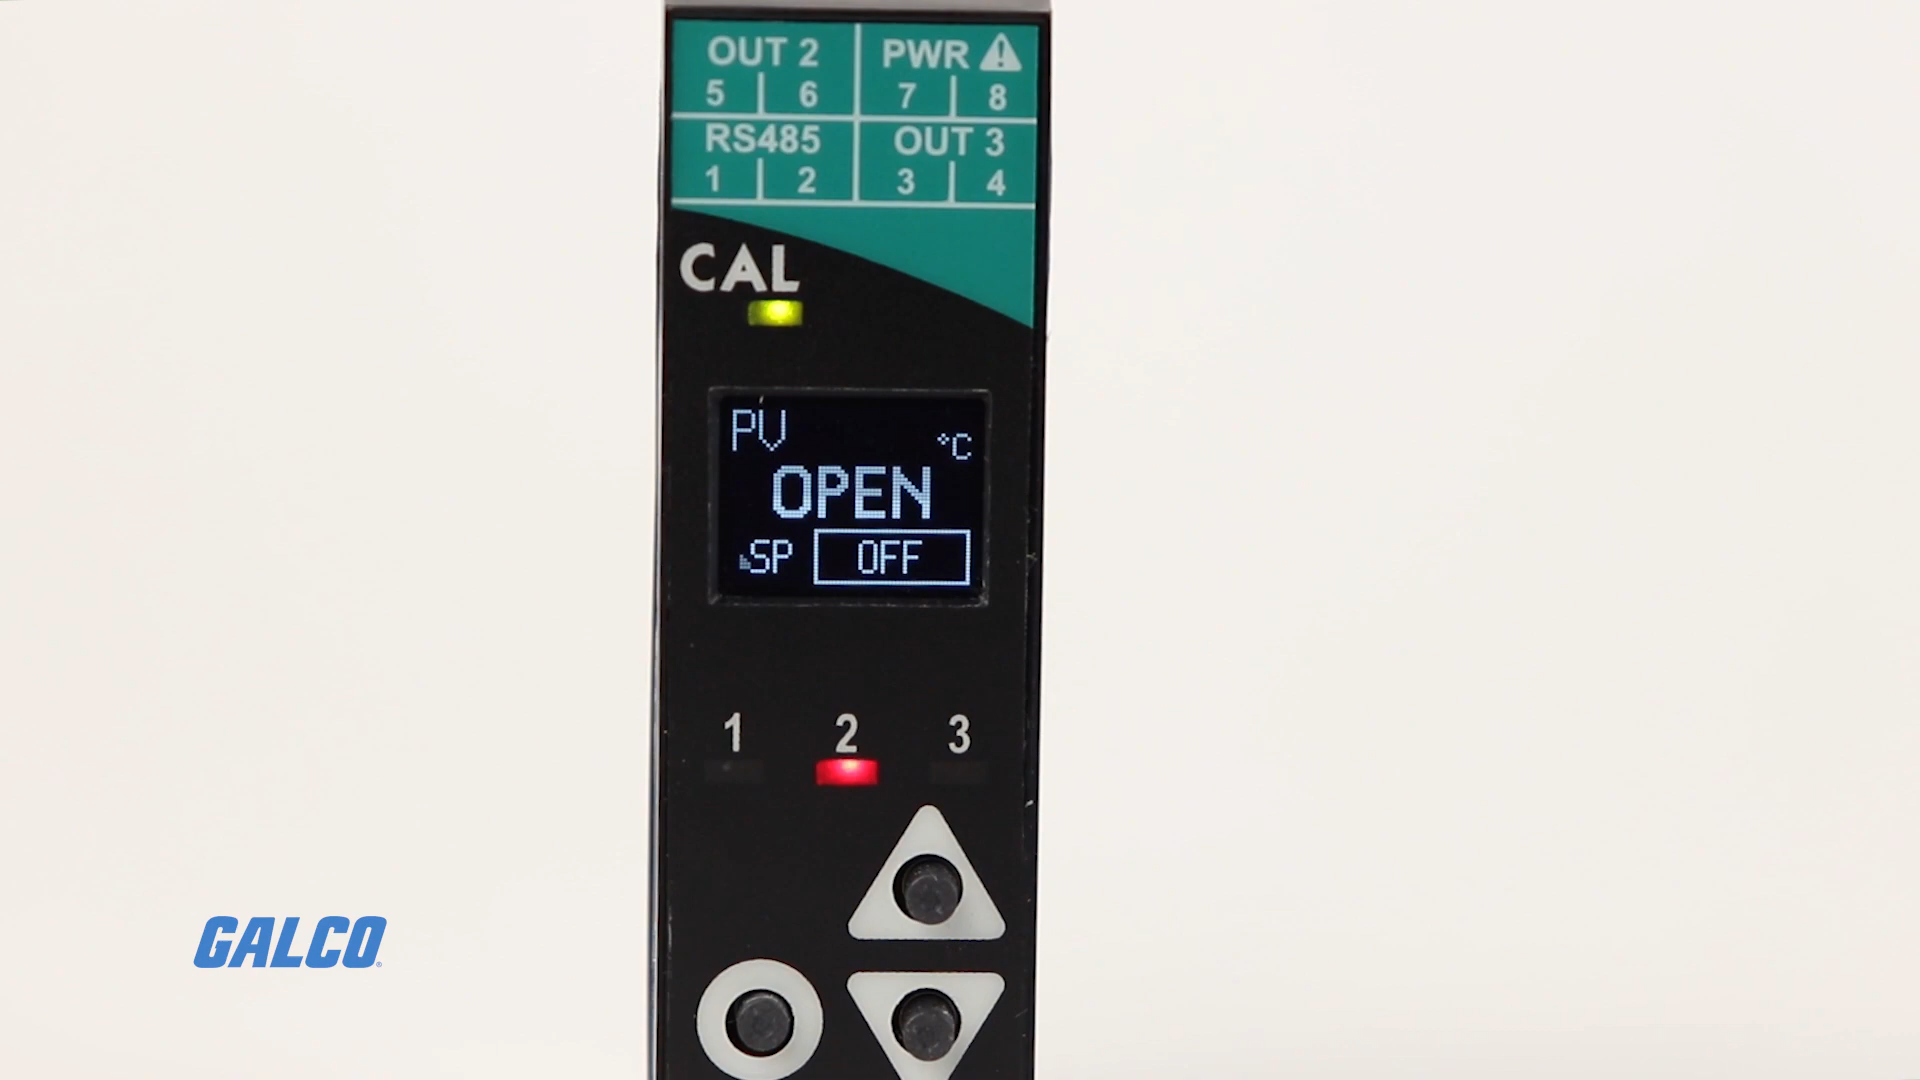 OUT 2 PWR
5 6 7 8
RS485 OUT 3
1 2 3 4
CAL
PV °C
OPEN
SP OFF
1 2 3
GALCO